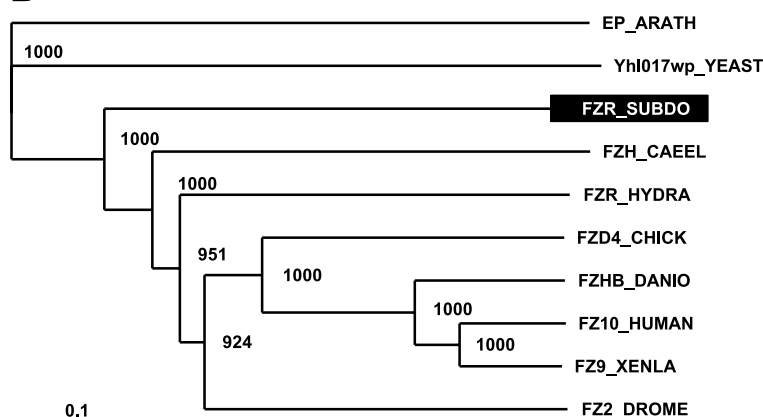 EP_ARATH
1000
Yhl017wp_YEAST
FZR_SUBDO
1000
FZH_CAEEL
1000
FZR_HYDRA
FZD4_CHICK
951
1000
FZHB_DANIO
1000
FZ10_HUMAN
924
1000
FZ9_XENLA
0.1
FZ2_DROME